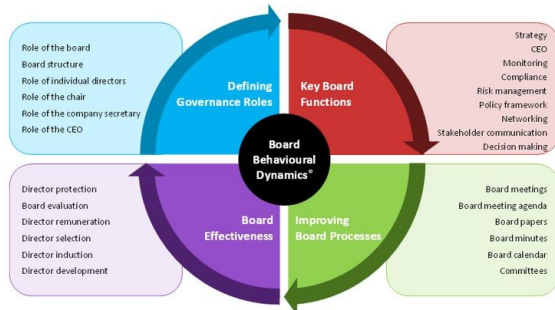 Role of the board
Board structure
Role of individual directors
Role of the chair
Role of the company secretary
Role of the CEO
Defining
Governance Roles
Key Board
Functions
Strategy
CEO
Monitoring
Compliance
Risk management
Policy framework
Networking
Stakeholder communication
Decision making
Board
Behavioural
Dynamics®
Director protection
Board evaluation
Director remuneration
Director selection
Director induction
Director development
Board
Effectiveness
Improving
Board Processes
Board meetings
Board meeting agenda
Board papers
Board minutes
Board calendar
Committees